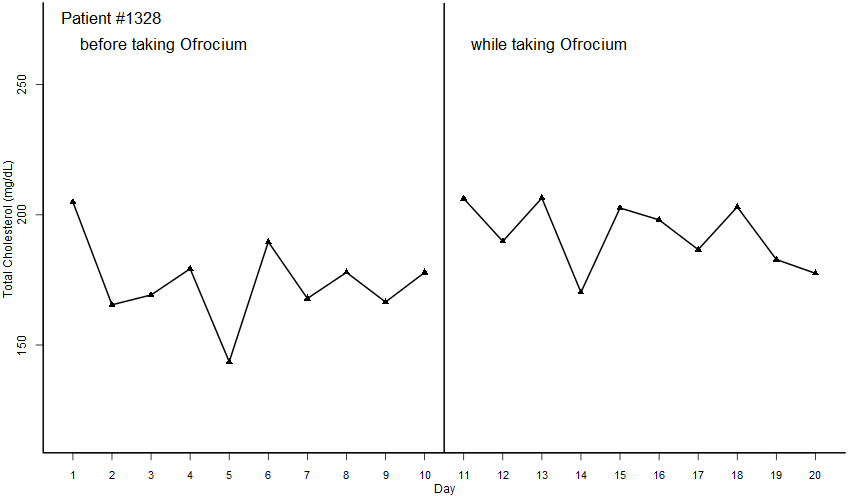 Patient #1328
before taking Ofrocium
while taking Ofrocium
Total Cholesterol (mg/dL)
250
200
150
1 2 3 4 5 6 7 8 9 10 11 12 13 14 15 16 17 18 19 20
Day